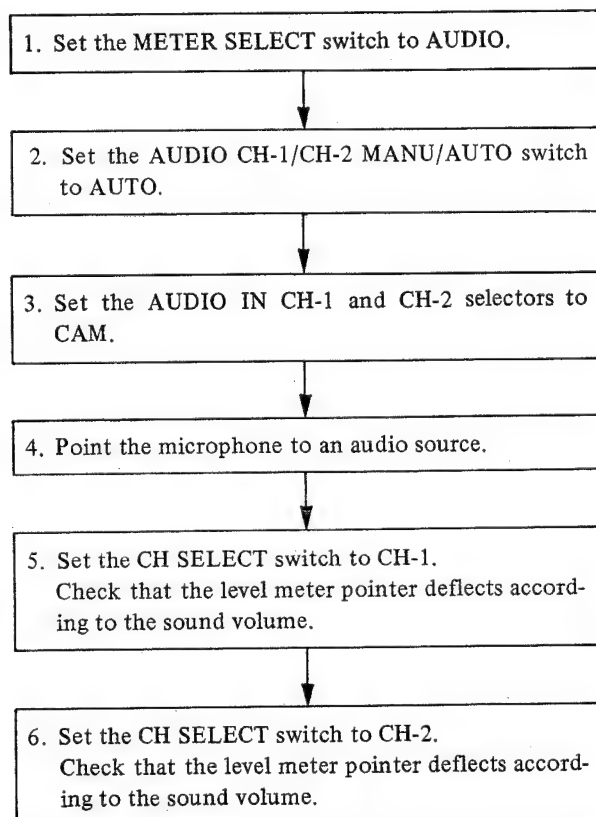 1. Set the METER SELECT switch to AUDIO.
2. Set the AUDIO CH-1/CH-2 MANU/AUTO switch
to AUTO.
3. Set the AUDIO IN CH-1 and CH-2 selectors to
CAM.
4. Point the microphone to an audio source.
5. Set the CH SELECT switch to CH-1.
Check that the level meter pointer deflects accord-
ing to the sound volume.
6. Set the CH SELECT switch to CH-2.
Check that the level meter pointer deflects accord-
ing to the sound volume.